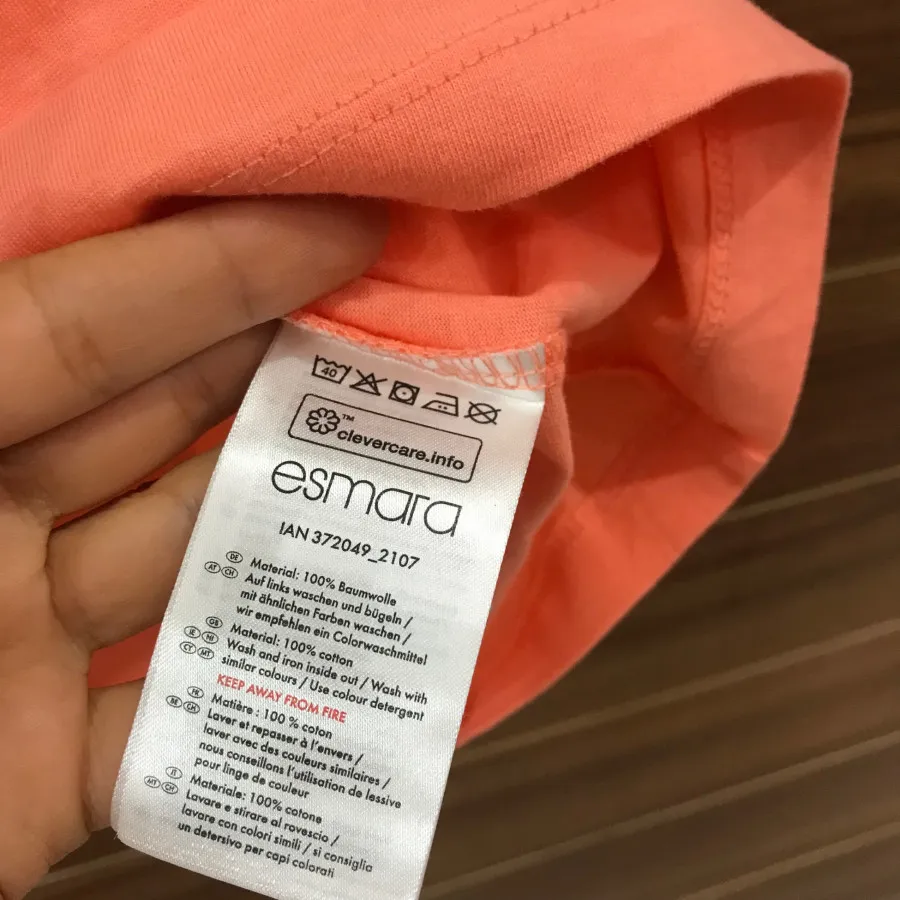 40
™
clevercare.info
esmara
IAN 372049_2107
DE Material: 100% Baumwolle
AT CH Auf links waschen und bügeln /
mit ähnlichen Farben waschen /
wir empfehlen ein Colorwaschmittel
GB Material: 100% cotton
IE NI Wash and iron inside out / Wash with
CY MT similar colours / Use colour detergent
KEEP AWAY FROM FIRE
Matière : 100 % coton
BE CH Laver et repasser à l'envers /
laver avec des couleurs similaires /
nous conseillons l'utilisation de lessive
pour linge de couleur
IT Materiale: 100% cotone
MT CH Lavare e stirare al rovescio /
lavare con colori simili / si consiglia
un detersivo per capi colorati